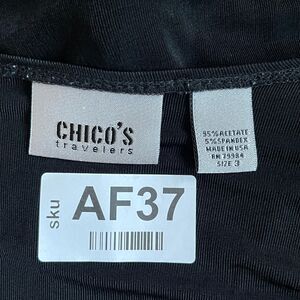 CHICO'S
travelers
95% ACETATE
5% SPANDEX
MADE IN USA
RN 79984
SIZE 3
sku
AF37